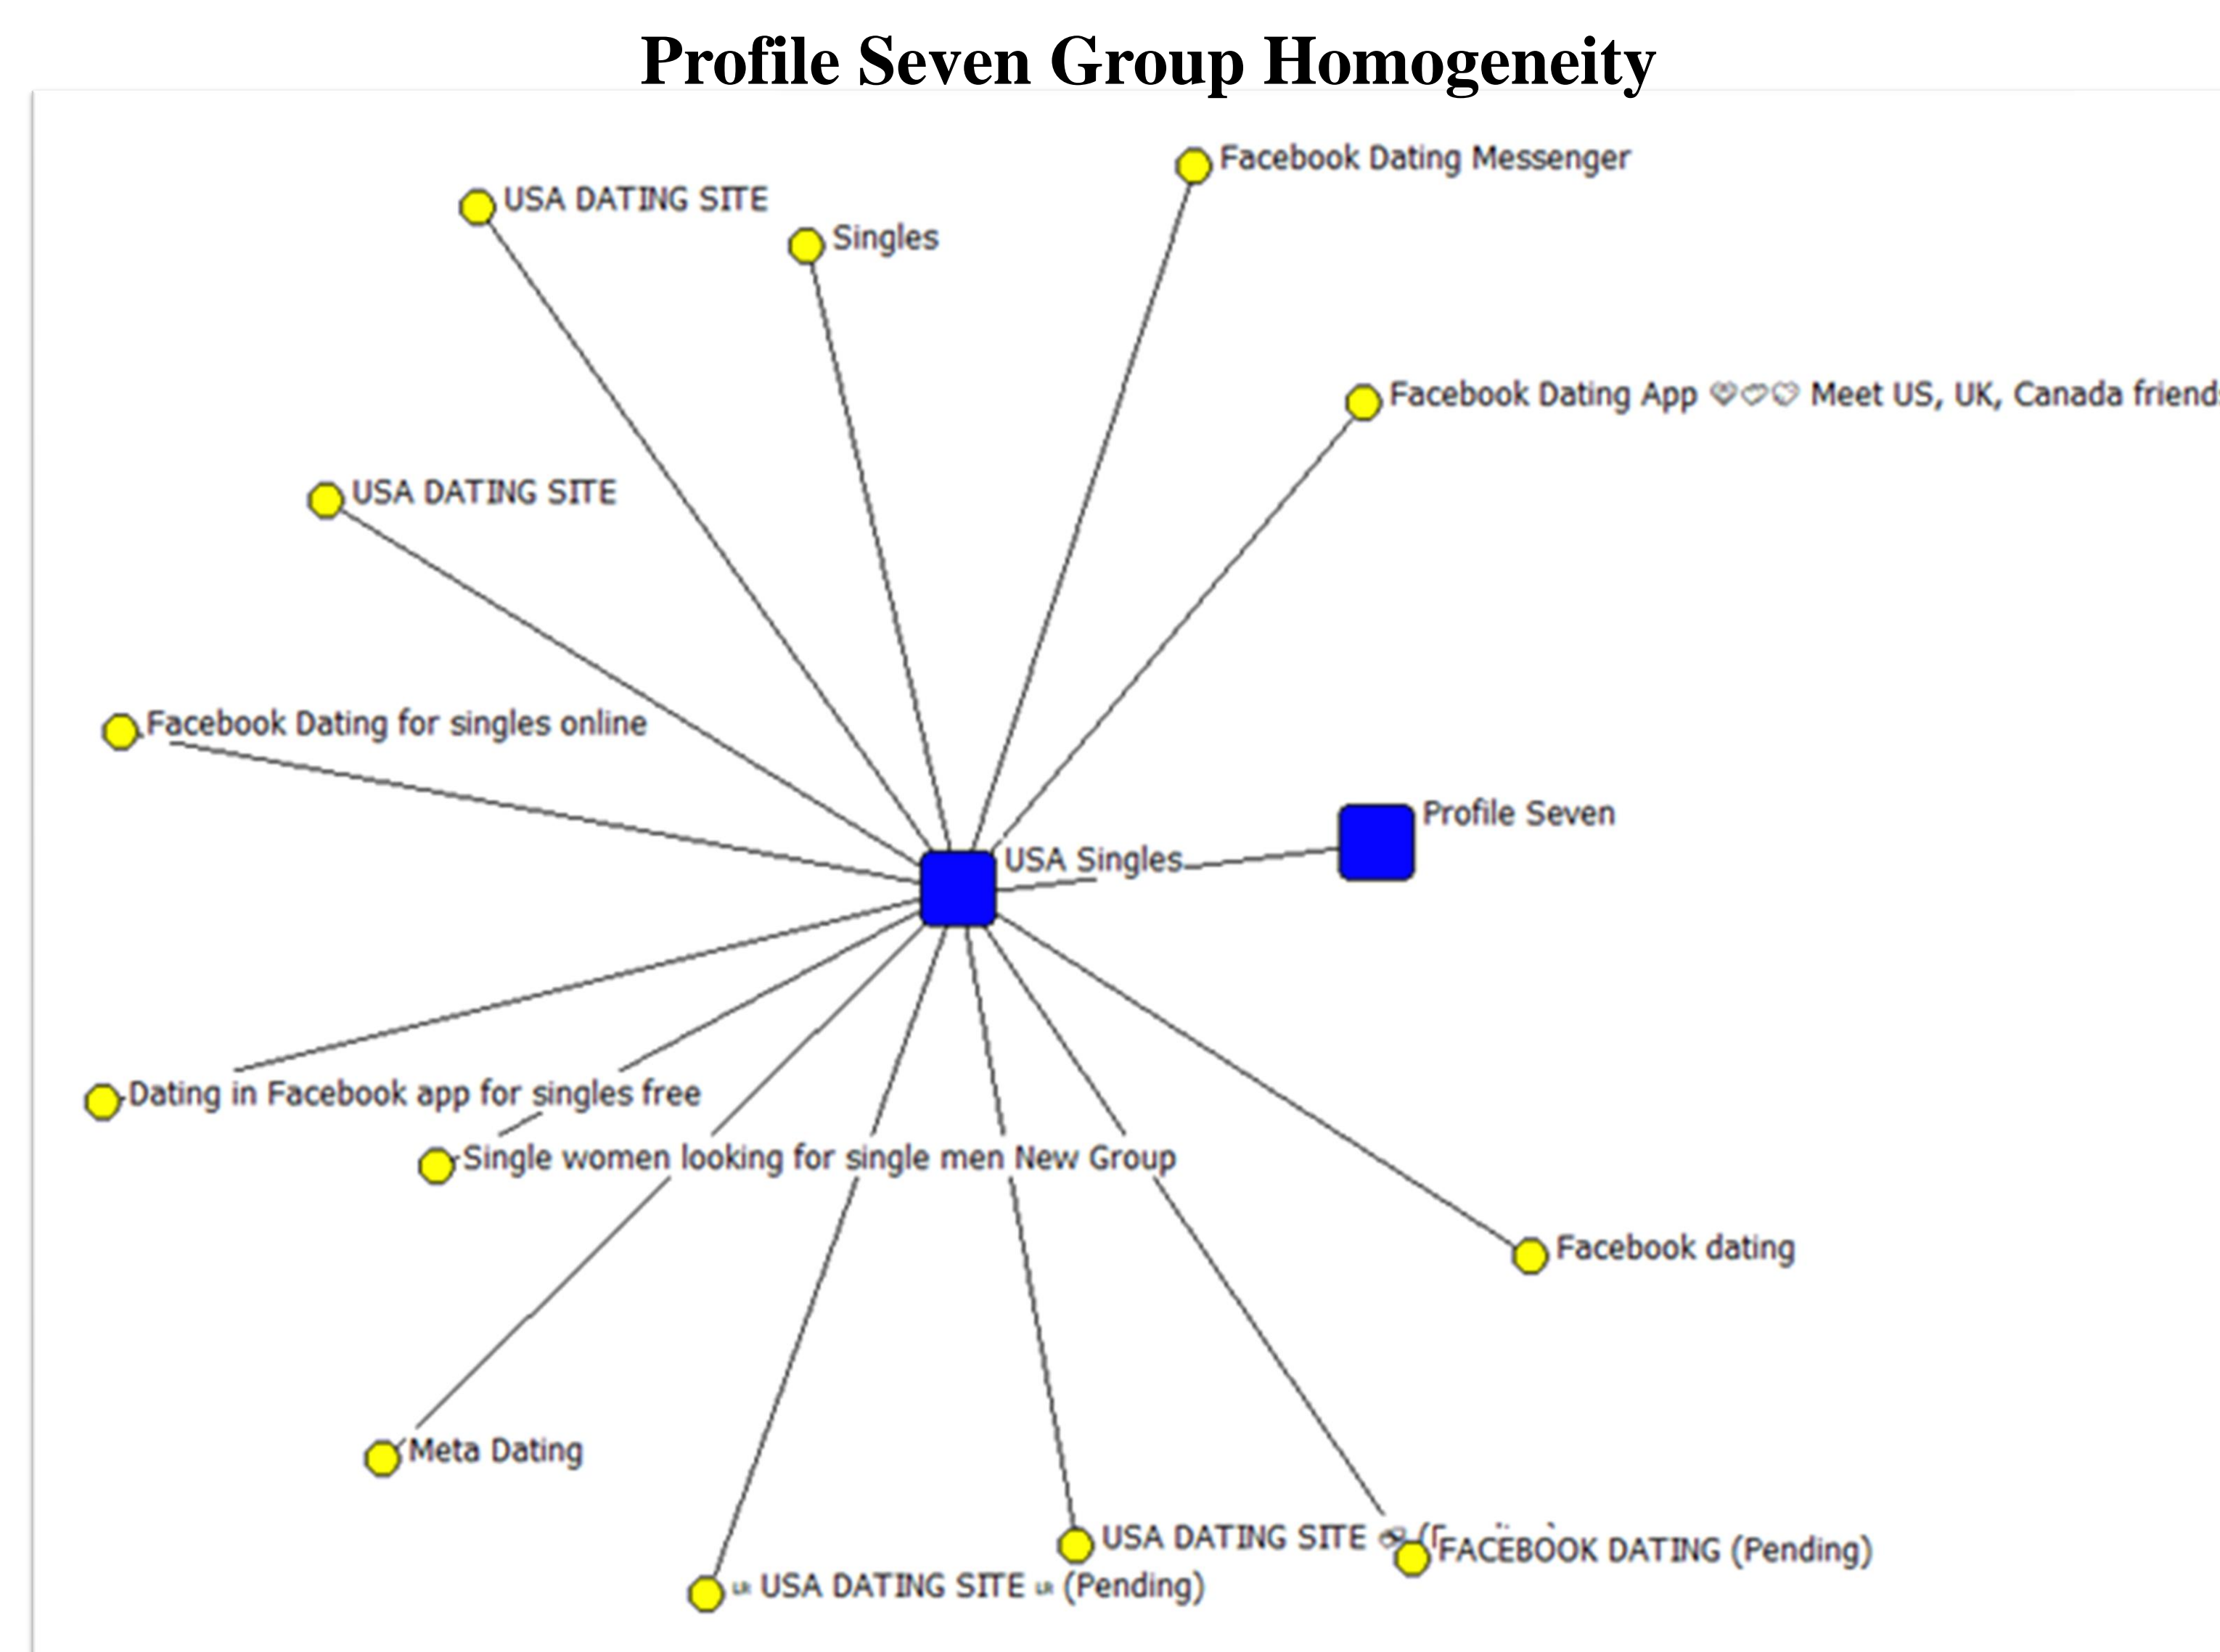 Profile Seven Group Homogeneity
Facebook Dating Messenger
USA DATING SITE
Singles
Facebook Dating App Meet US, UK, Canada friend
USA DATING SITE
Facebook Dating for singles online
Profile Seven
USA Singles
Dating in Facebook app for singles free
Single women looking for single men New Group
Facebook dating
Meta Dating
USA DATING SITE
FACEBOOK DATING (Pending)
LR USA DATING SITE LR (Pending)